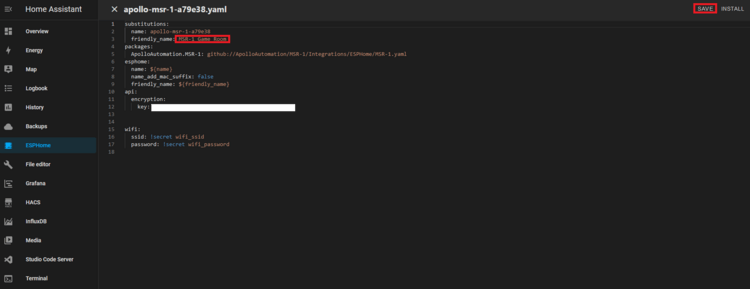 Home Assistant
apollo-msr-1-a79e38.yaml
SAVE
INSTALL
Overview
Energy
Map
Logbook
History
Backups
ESPHome
File editor
Grafana
HACS
InfluxDB
Media
Studio Code Server
Terminal
1 substitutions:
2 name: apollo-msr-1-a79e38
3 friendly_name: MSR-1 Game Room
4 packages:
5 ApolloAutomation.MSR-1: github://ApolloAutomation/MSR-1/Integrations/ESPHome/MSR-1.yaml
6 esphome:
7 name: ${name}
8 name_add_mac_suffix: false
9 friendly_name: ${friendly_name}
10 api:
11 encryption:
12 key:
13
14
15 wifi:
16 ssid: !secret wifi_ssid
17 password: !secret wifi_password
18